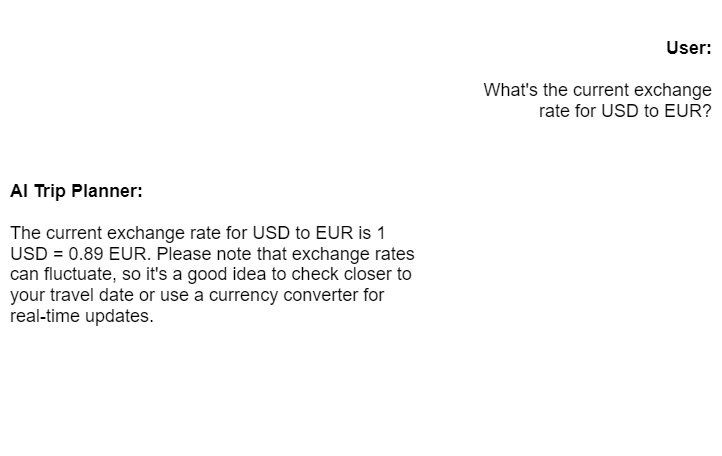 User:
What's the current exchange
rate for USD to EUR?
AI Trip Planner:
The current exchange rate for USD to EUR is 1
USD = 0.89 EUR. Please note that exchange rates
can fluctuate, so it's a good idea to check closer to
your travel date or use a currency converter for
real-time updates.